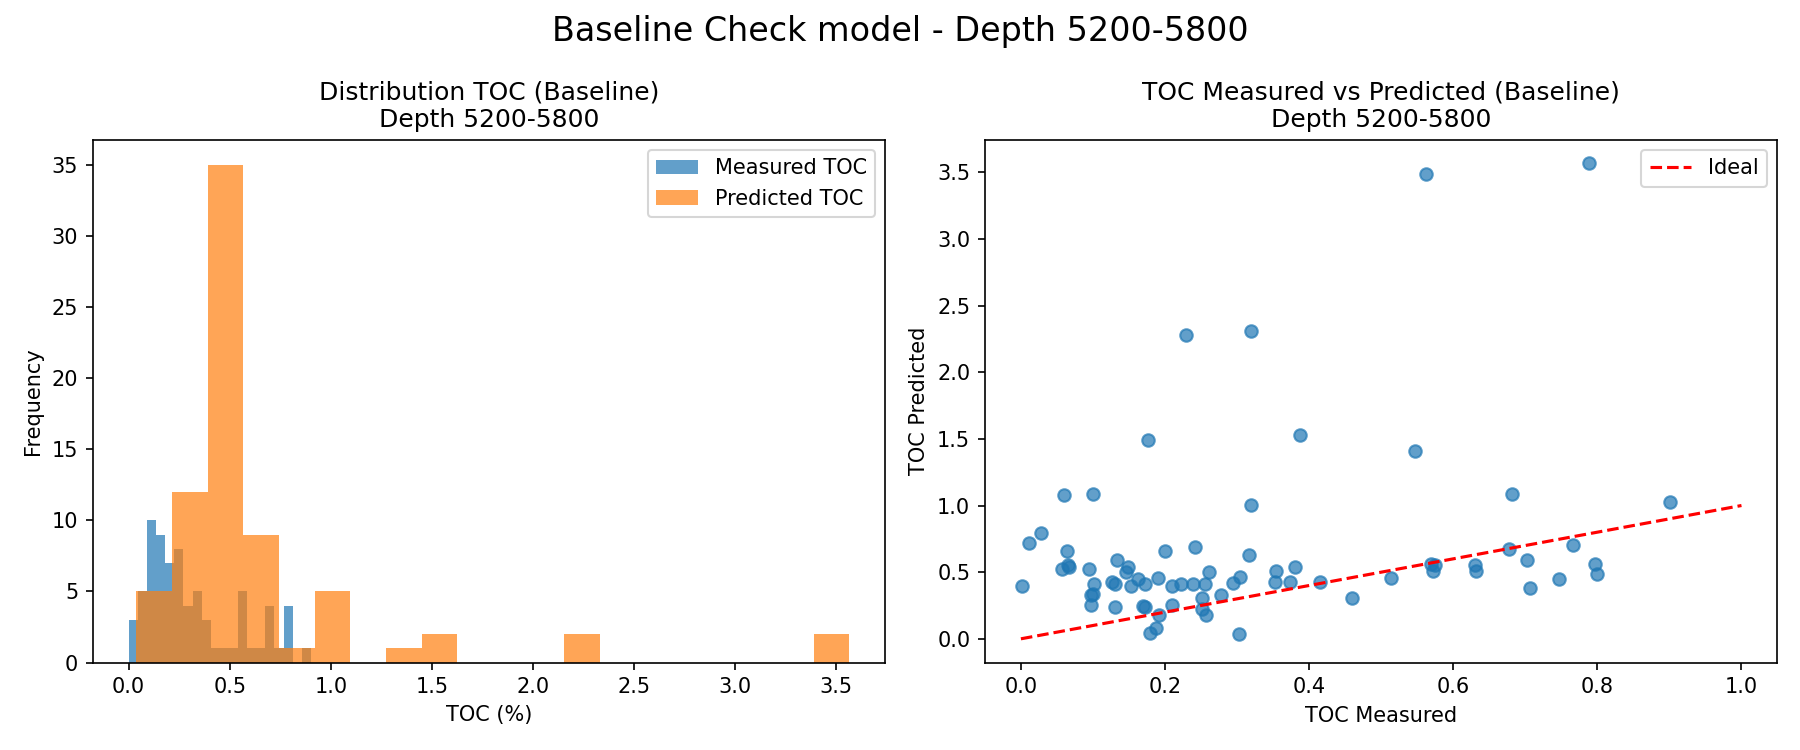 Baseline Check model - Depth 5200-5800
Distribution TOC (Baseline)
Depth 5200-5800
Measured TOC
Predicted TOC
35
30
25
20
15
10
5
0
Frequency
0.0 0.5 1.0 1.5 2.0 2.5 3.0 3.5
TOC (%)
TOC Measured vs Predicted (Baseline)
Depth 5200-5800
Ideal
3.5
3.0
2.5
2.0
1.5
1.0
0.5
0.0
TOC Predicted
0.0 0.2 0.4 0.6 0.8 1.0
TOC Measured